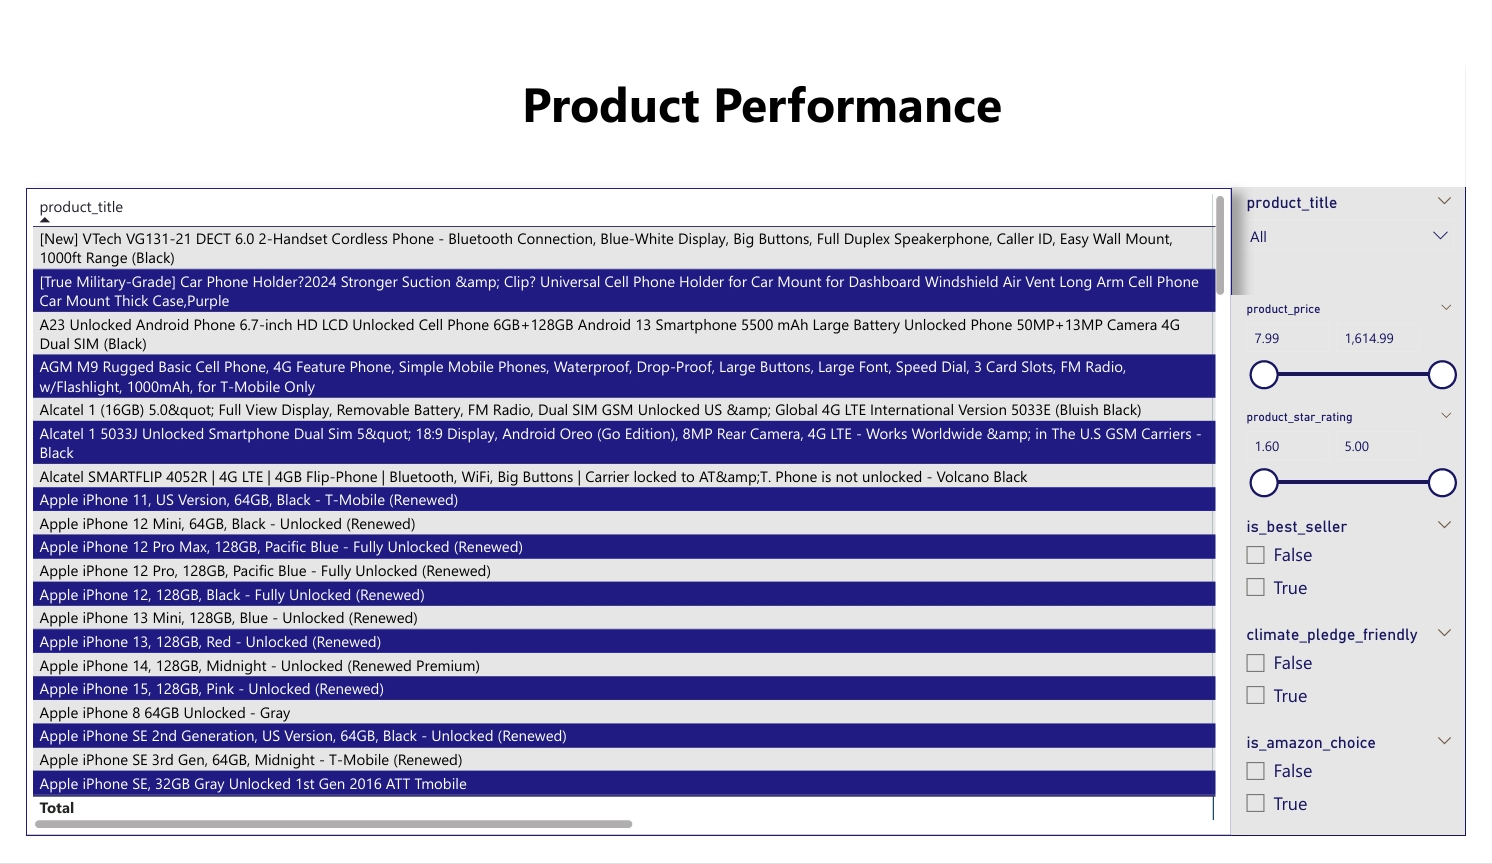 Product Performance
product_title
[New] VTech VG131-21 DECT 6.0 2-Handset Cordless Phone - Bluetooth Connection, Blue-White Display, Big Buttons, Full Duplex Speakerphone, Caller ID, Easy Wall Mount,
1000ft Range (Black)
[True Military-Grade] Car Phone Holder?2024 Stronger Suction &amp; Clip? Universal Cell Phone Holder for Car Mount for Dashboard Windshield Air Vent Long Arm Cell Phone
Car Mount Thick Case,Purple
A23 Unlocked Android Phone 6.7-inch HD LCD Unlocked Cell Phone 6GB+128GB Android 13 Smartphone 5500 mAh Large Battery Unlocked Phone 50MP+13MP Camera 4G
Dual SIM (Black)
AGM M9 Rugged Basic Cell Phone, 4G Feature Phone, Simple Mobile Phones, Waterproof, Drop-Proof, Large Buttons, Large Font, Speed Dial, 3 Card Slots, FM Radio,
w/Flashlight, 1000mAh, for T-Mobile Only
Alcatel 1 (16GB) 5.0&quot; Full View Display, Removable Battery, FM Radio, Dual SIM GSM Unlocked US &amp; Global 4G LTE International Version 5033E (Bluish Black)
Alcatel 1 5033J Unlocked Smartphone Dual Sim 5&quot; 18:9 Display, Android Oreo (Go Edition), 8MP Rear Camera, 4G LTE - Works Worldwide &amp; in The U.S GSM Carriers -
Black
Alcatel SMARTFLIP 4052R | 4G LTE | 4GB Flip-Phone | Bluetooth, WiFi, Big Buttons | Carrier locked to AT&amp;T. Phone is not unlocked - Volcano Black
Apple iPhone 11, US Version, 64GB, Black - T-Mobile (Renewed)
Apple iPhone 12 Mini, 64GB, Black - Unlocked (Renewed)
Apple iPhone 12 Pro Max, 128GB, Pacific Blue - Fully Unlocked (Renewed)
Apple iPhone 12 Pro, 128GB, Pacific Blue - Fully Unlocked (Renewed)
Apple iPhone 12, 128GB, Black - Fully Unlocked (Renewed)
Apple iPhone 13 Mini, 128GB, Blue - Unlocked (Renewed)
Apple iPhone 13, 128GB, Red - Unlocked (Renewed)
Apple iPhone 14, 128GB, Midnight - Unlocked (Renewed Premium)
Apple iPhone 15, 128GB, Pink - Unlocked (Renewed)
Apple iPhone 8 64GB Unlocked - Gray
Apple iPhone SE 2nd Generation, US Version, 64GB, Black - Unlocked (Renewed)
Apple iPhone SE 3rd Gen, 64GB, Midnight - T-Mobile (Renewed)
Apple iPhone SE, 32GB Gray Unlocked 1st Gen 2016 ATT Tmobile
Total
product_title
All
product_price
7.99 1,614.99
product_star_rating
1.60 5.00
is_best_seller
False
True
climate_pledge_friendly
False
True
is_amazon_choice
False
True